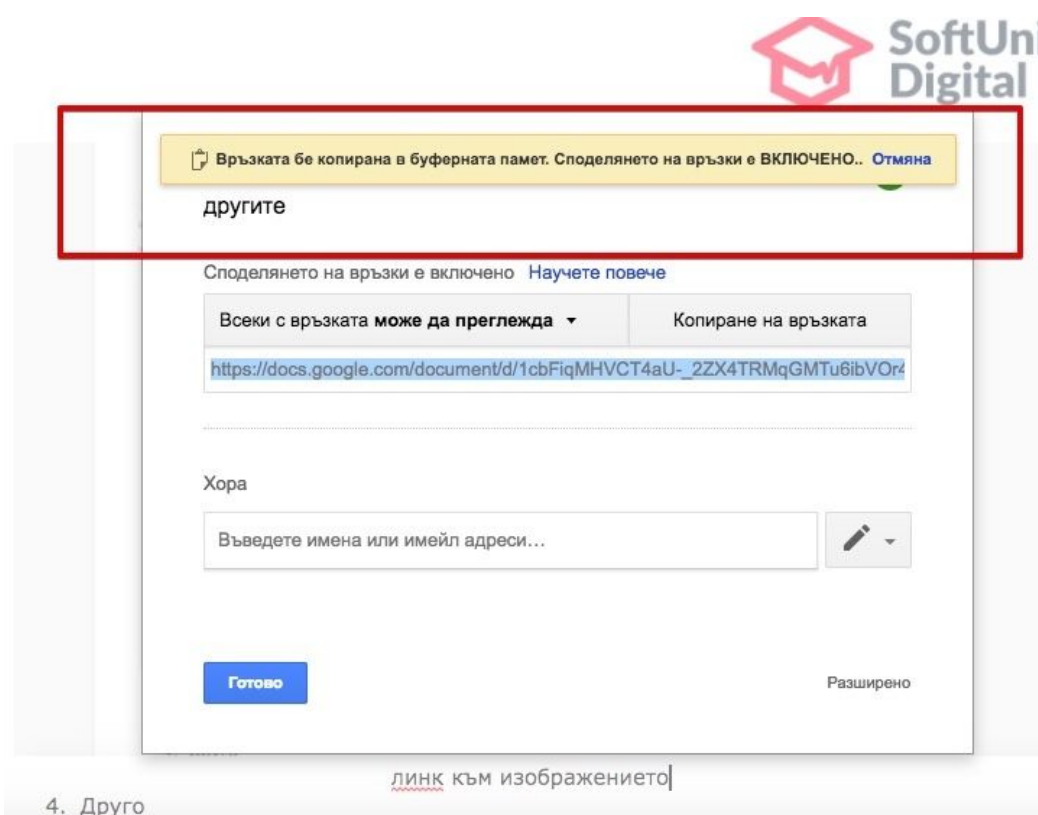 SoftUni
Digital
Връзката бе копирана в буферната памет. Споделянето на връзки е ВКЛЮЧЕНО.. Отмяна
другите
Споделянето на връзки е включено Научете повече
Всеки с връзката може да преглежда Копиране на връзката
https://docs.google.com/document/d/1cbFiqMHVCT4aU-_2ZX4TRMqGMTu6ibVOr4
Хора
Въведете имена или имейл адреси...
Готово Разширено
линк към изображението
4. Друго